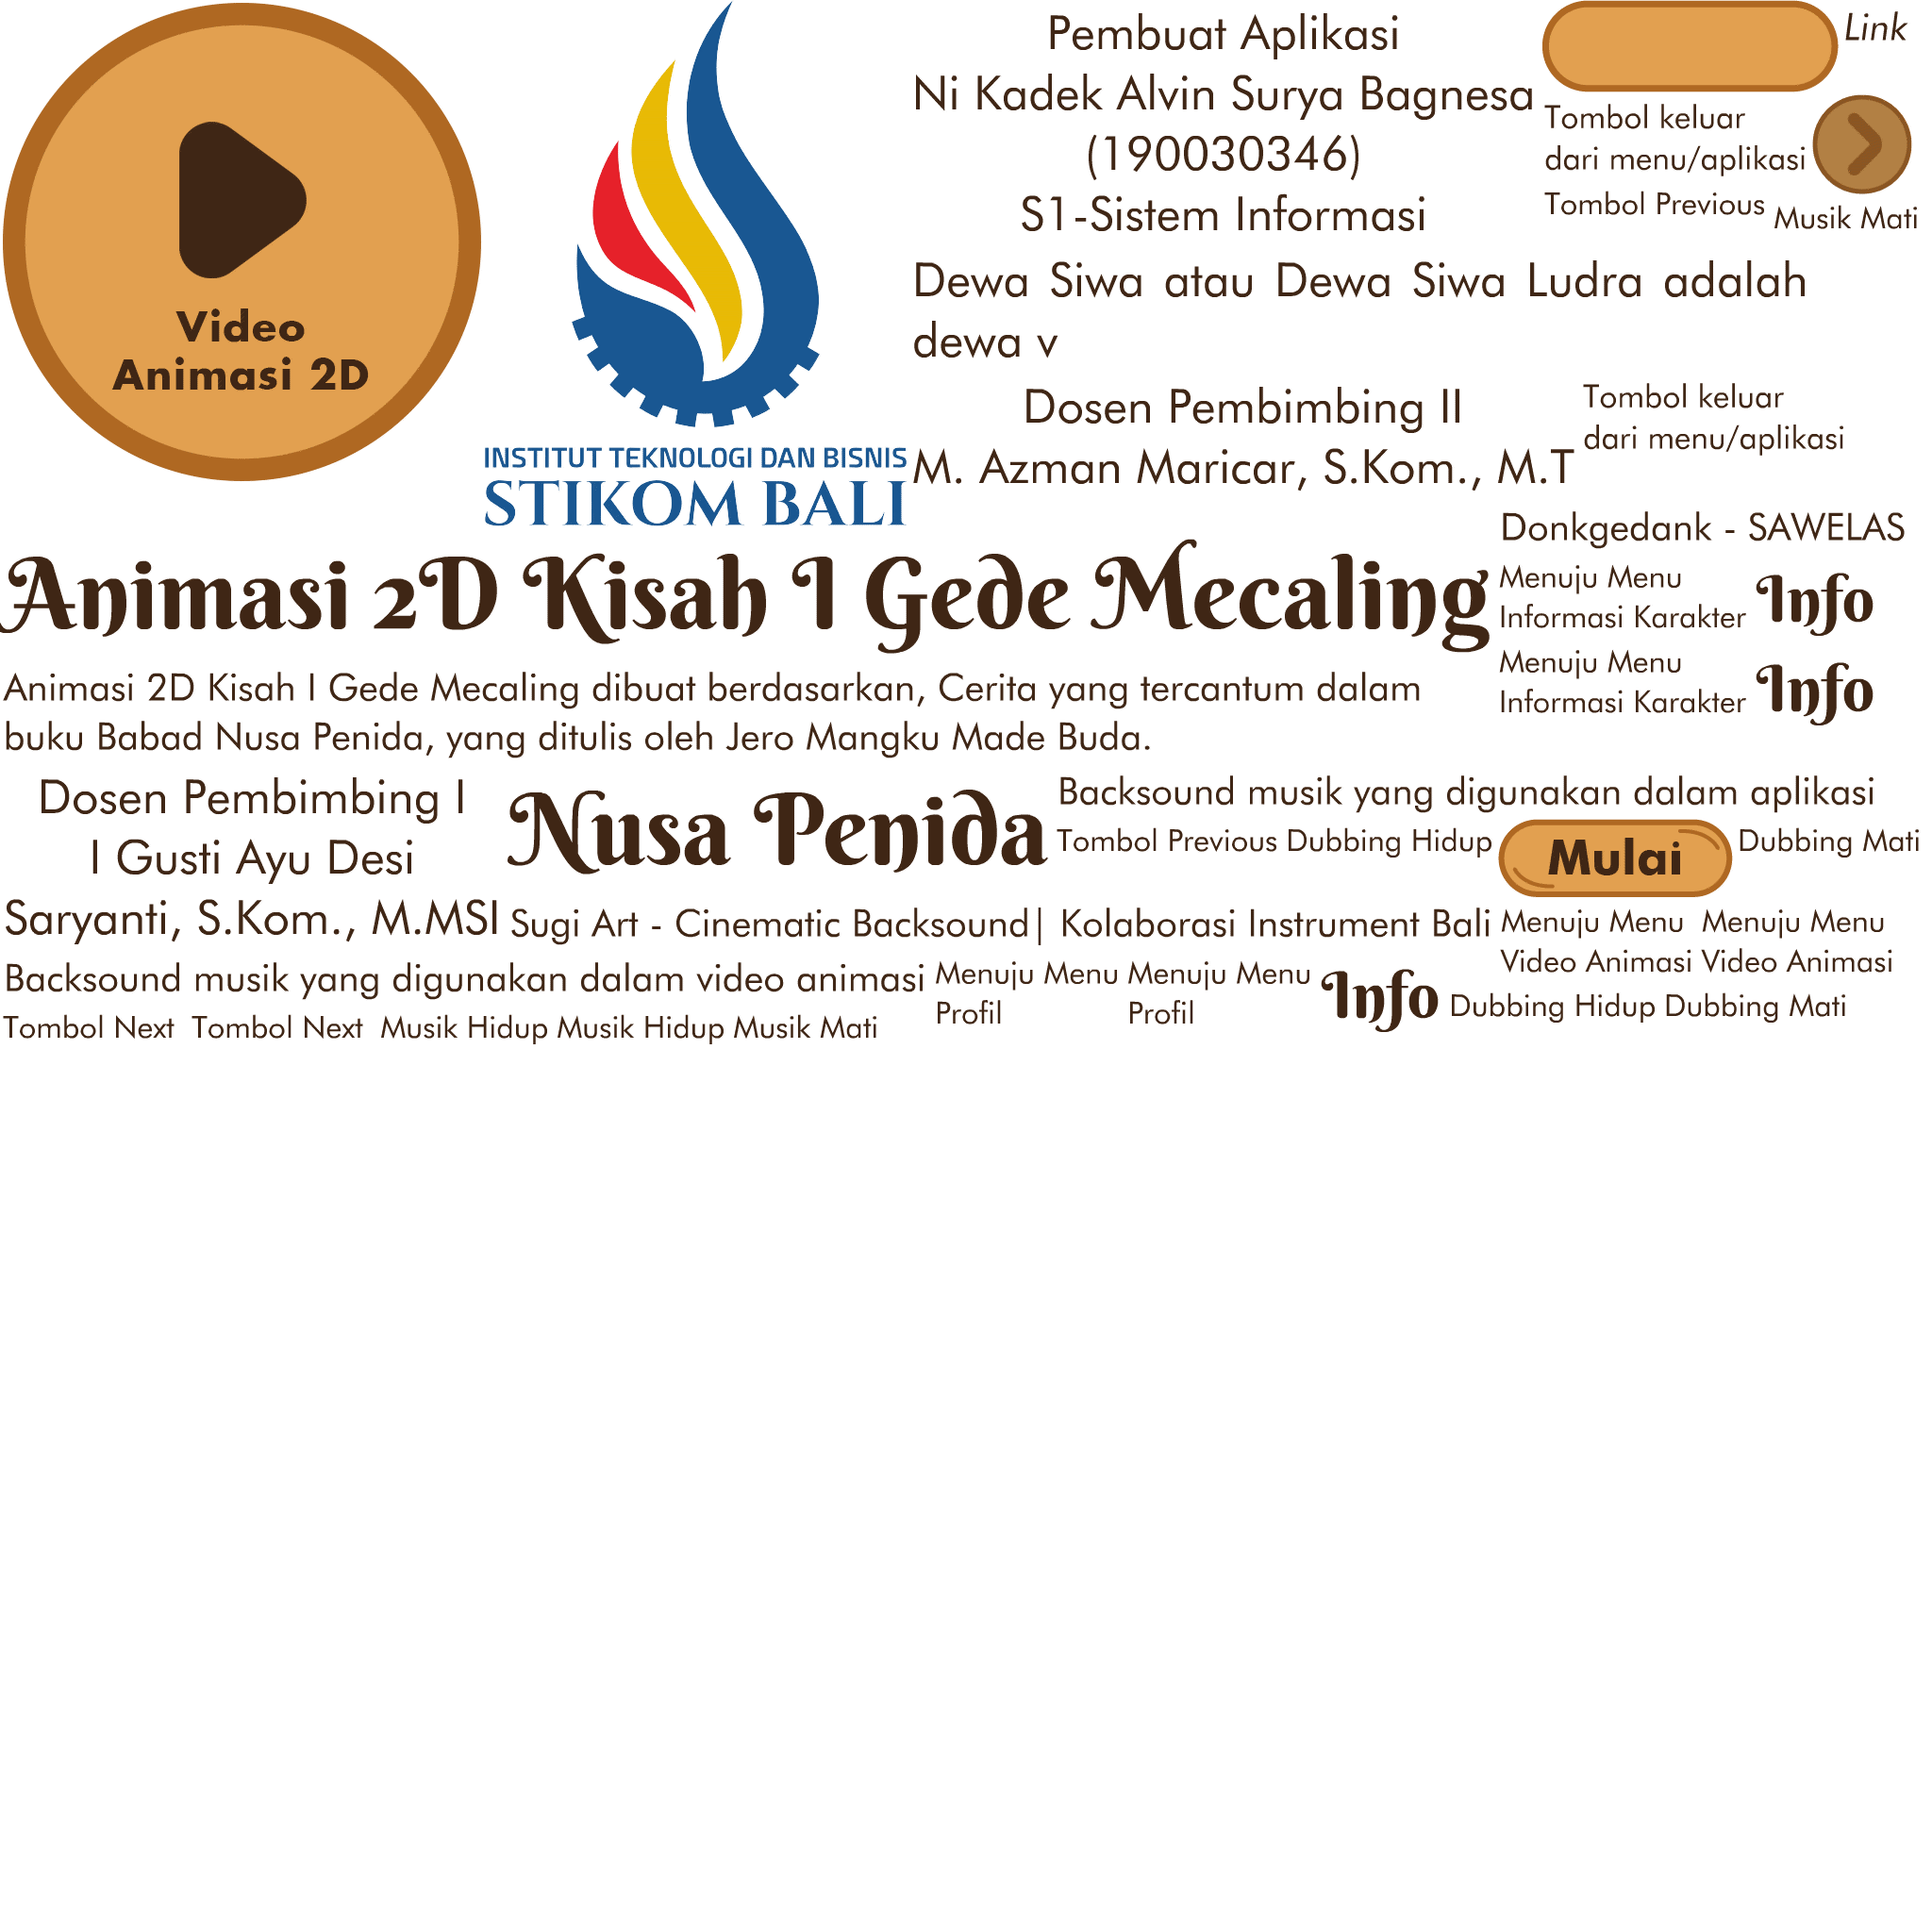 Video
Animasi 2D
INSTITUT TEKNOLOGI DAN BISNIS
STIKOM BALI
Pembuat Aplikasi
Ni Kadek Alvin Surya Bagnesa
(190030346)
S1-Sistem Informasi
Link
Tombol keluar
dari menu/aplikasi
Tombol Previous
Musik Mati
Dewa Siwa atau Dewa Siwa Ludra adalah
dewa v
Dosen Pembimbing II
M. Azman Maricar, S.Kom., M.T
Tombol keluar
dari menu/aplikasi
Donkgedank - SAWELAS
Animasi 2D Kisah I Gede Mecaling
Menuju Menu
Informasi Karakter
Info
Menuju Menu
Informasi Karakter
Info
Animasi 2D Kisah I Gede Mecaling dibuat berdasarkan, Cerita yang tercantum dalam
buku Babad Nusa Penida, yang ditulis oleh Jero Mangku Made Buda.
Dosen Pembimbing I
I Gusti Ayu Desi
Saryanti, S.Kom., M.MSI
Nusa Penida
Backsound musik yang digunakan dalam aplikasi
Tombol Previous
Dubbing Hidup
Mulai
Dubbing Mati
Sugi Art - Cinematic Backsound| Kolaborasi Instrument Bali
Menuju Menu
Video Animasi
Menuju Menu
Video Animasi
Backsound musik yang digunakan dalam video animasi
Menuju Menu
Profil
Menuju Menu
Profil
Info
Dubbing Hidup
Dubbing Mati
Tombol Next
Tombol Next
Musik Hidup
Musik Hidup
Musik Mati